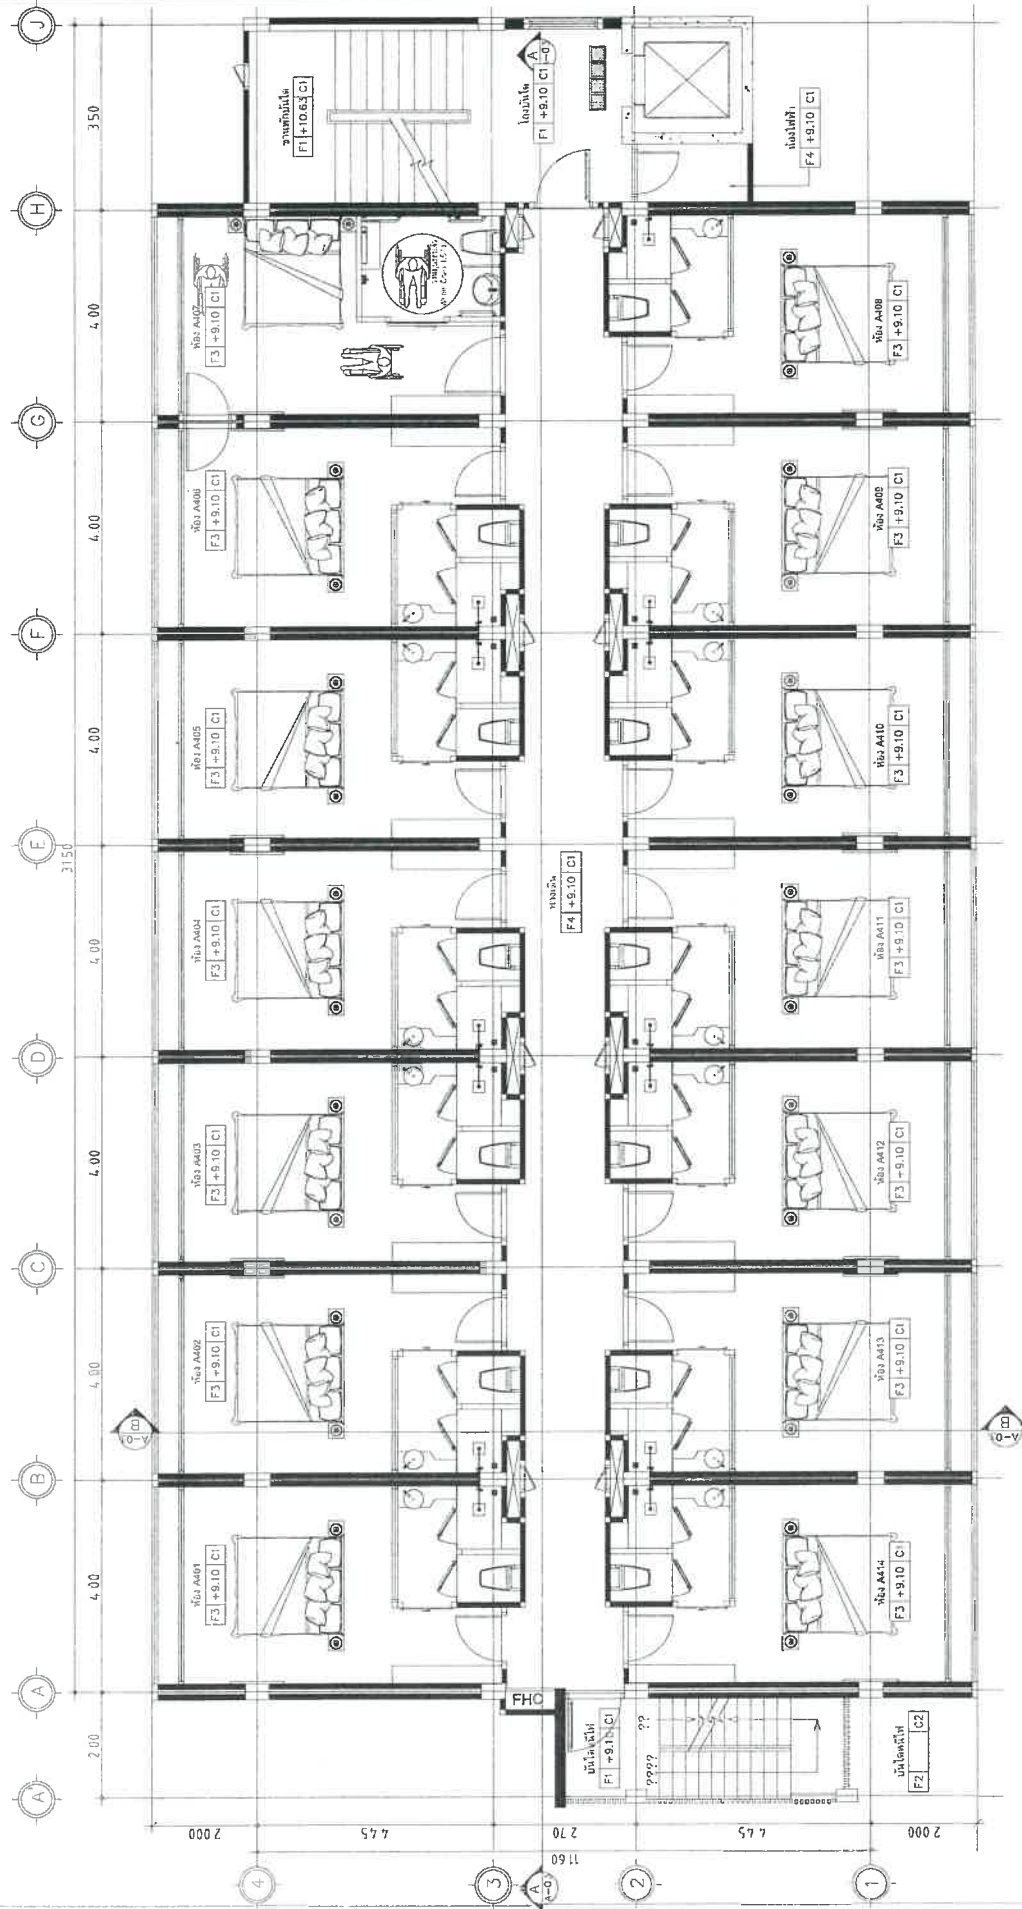 J
H
G
F
E
D
C
B
A
A'
350
4.00
4.00
4.00
3150
4.00
4.00
4.00
4.00
2.00
F1 +10.63 C1
โถงบันได
F1 +9.10 C1
A
ห้องไฟฟ้า
F4 +9.10 C1
ห้อง A407
F3 +9.10 C1
ห้อง A408
F3 +9.10 C1
ห้อง A406
F3 +9.10 C1
ห้อง A409
F3 +9.10 C1
ห้อง A405
F3 +9.10 C1
ห้อง A410
F3 +9.10 C1
ทางเดิน
F4 +9.10 C1
ห้อง A404
F3 +9.10 C1
ห้อง A411
F3 +9.10 C1
ห้อง A403
F3 +9.10 C1
ห้อง A412
F3 +9.10 C1
ห้อง A402
F3 +9.10 C1
ห้อง A413
F3 +9.10 C1
B
B
ห้อง A401
F3 +9.10 C1
ห้อง A414
F3 +9.10 C1
FHC
บันไดหนีไฟ
F1 +9.10 C1
??
????
บันไดหนีไฟ
F2 C2
2.000
4.45
2.70
4.45
2.000
11.60
4
3
A
2
1